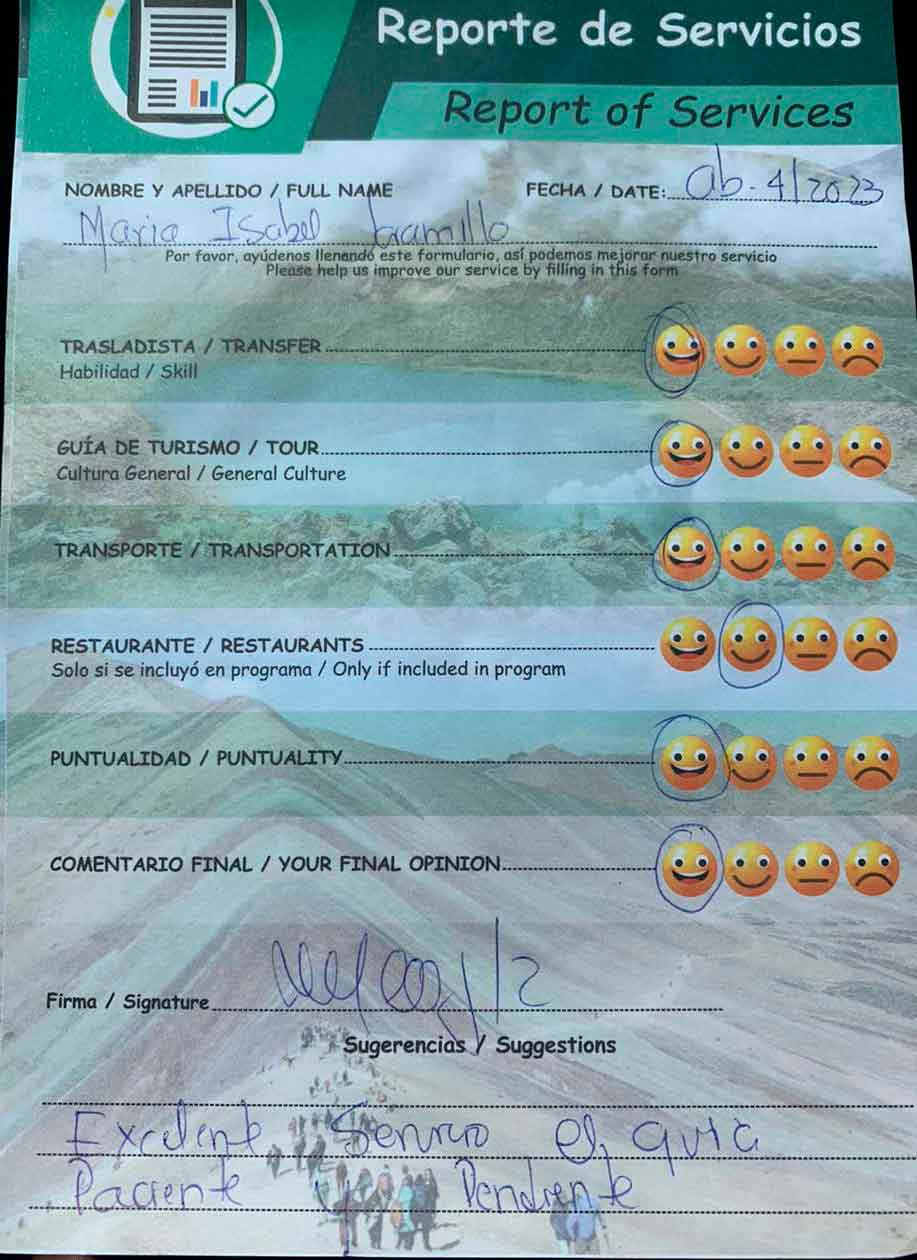 Reporte de Servicios
Report of Services
NOMBRE Y APELLIDO / FULL NAME FECHA / DATE: ab. 4/2023
Maria Isabel Jaramillo
Por favor, ayúdenos llenando este formulario, así podemos mejorar nuestro servicio
Please help us improve our service by filling in this form
TRASLADISTA / TRANSFER
Habilidad / Skill
GUÍA DE TURISMO / TOUR
Cultura General / General Culture
TRANSPORTE / TRANSPORTATION
RESTAURANTE / RESTAURANTS
Solo si se incluyó en programa / Only if included in program
PUNTUALIDAD / PUNTUALITY
COMENTARIO FINAL / YOUR FINAL OPINION
Firma / Signature
Sugerencias / Suggestions
Exelente Servicio el guia
Paciente y Pendiente